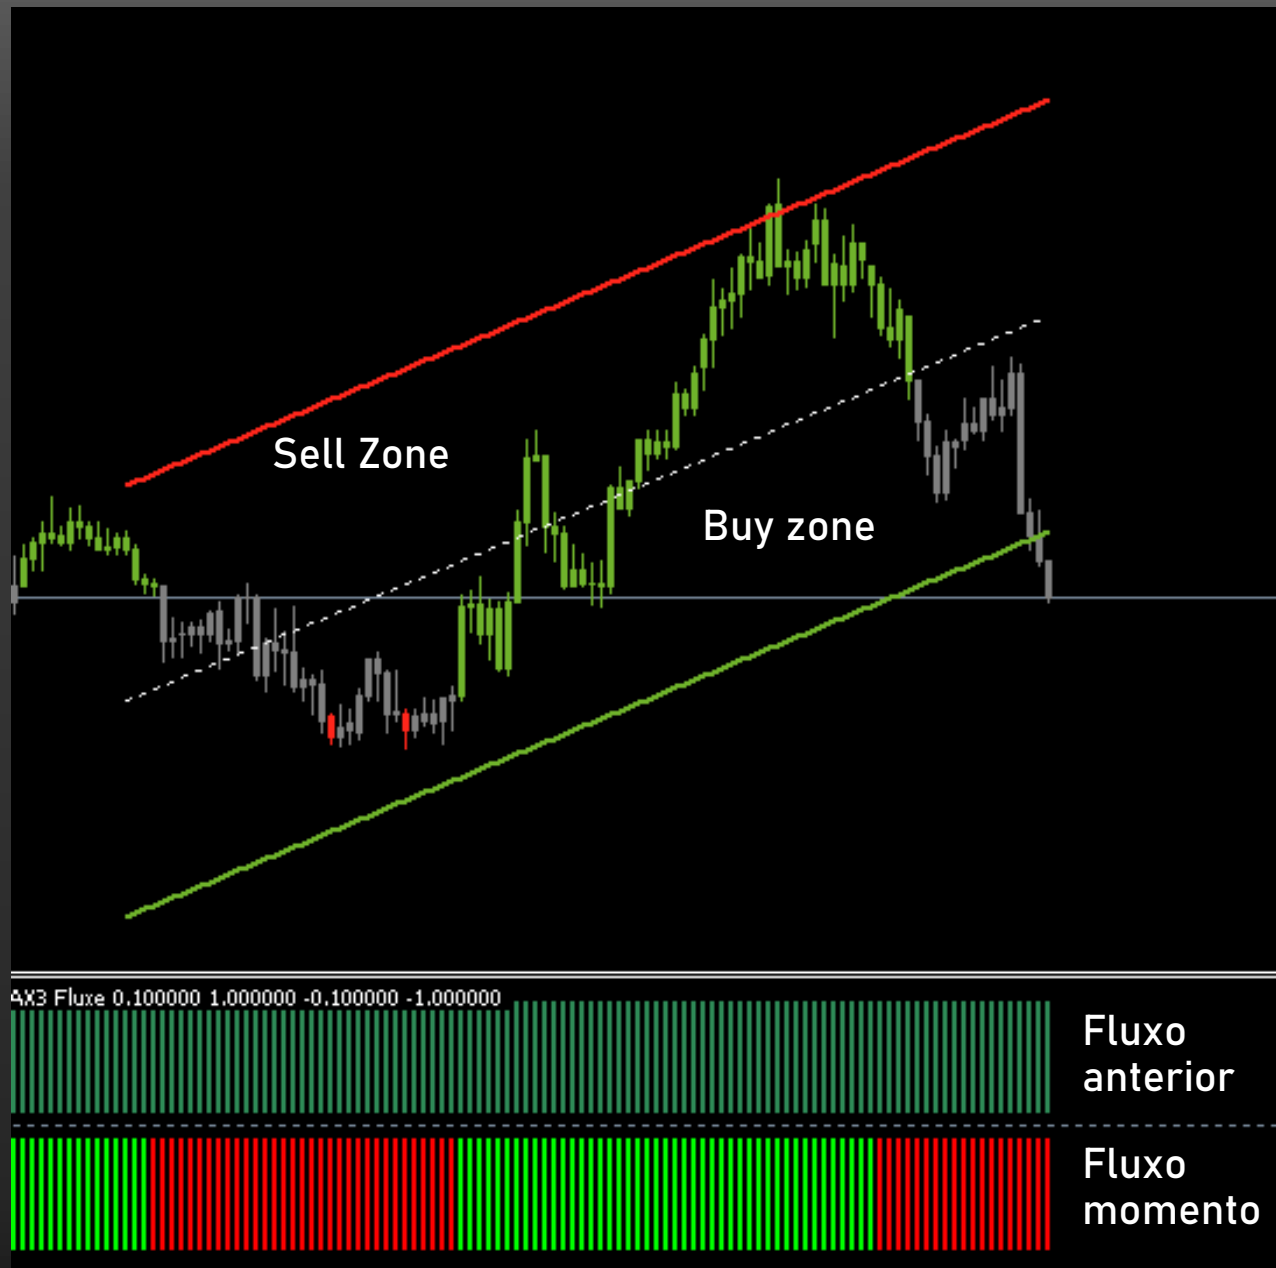 Sell Zone
Buy zone
AX3 Fluxe 0.100000 1.000000 -0.100000 -1.000000
Fluxo
anterior
Fluxo
momento